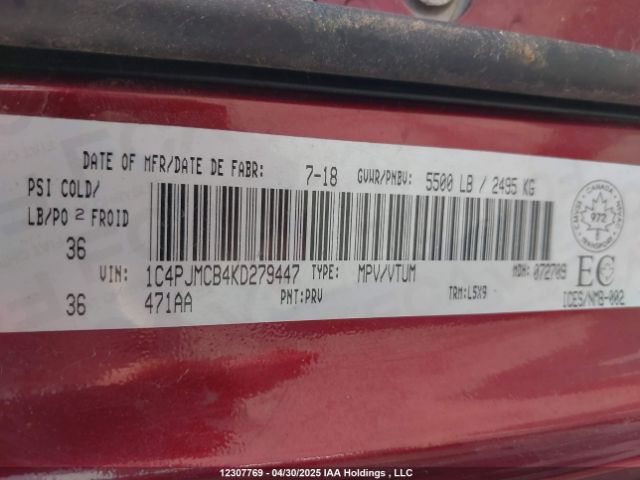 DATE OF MFR/DATE DE FABR: 7-18 GVWR/PNBV: 5500 LB / 2495 KG
PSI COLD/
LB/PO 2 FROID
36
VIN: 1C4PJMCB4KD279447 TYPE: MPV/VTUM MDH: 072709
36 471AA PNT:PRV TRM:L5X9
CANADA
972
TRANSPORT
EC
ICES/NMB-002
12307769 - 04/30/2025 IAA Holdings , LLC